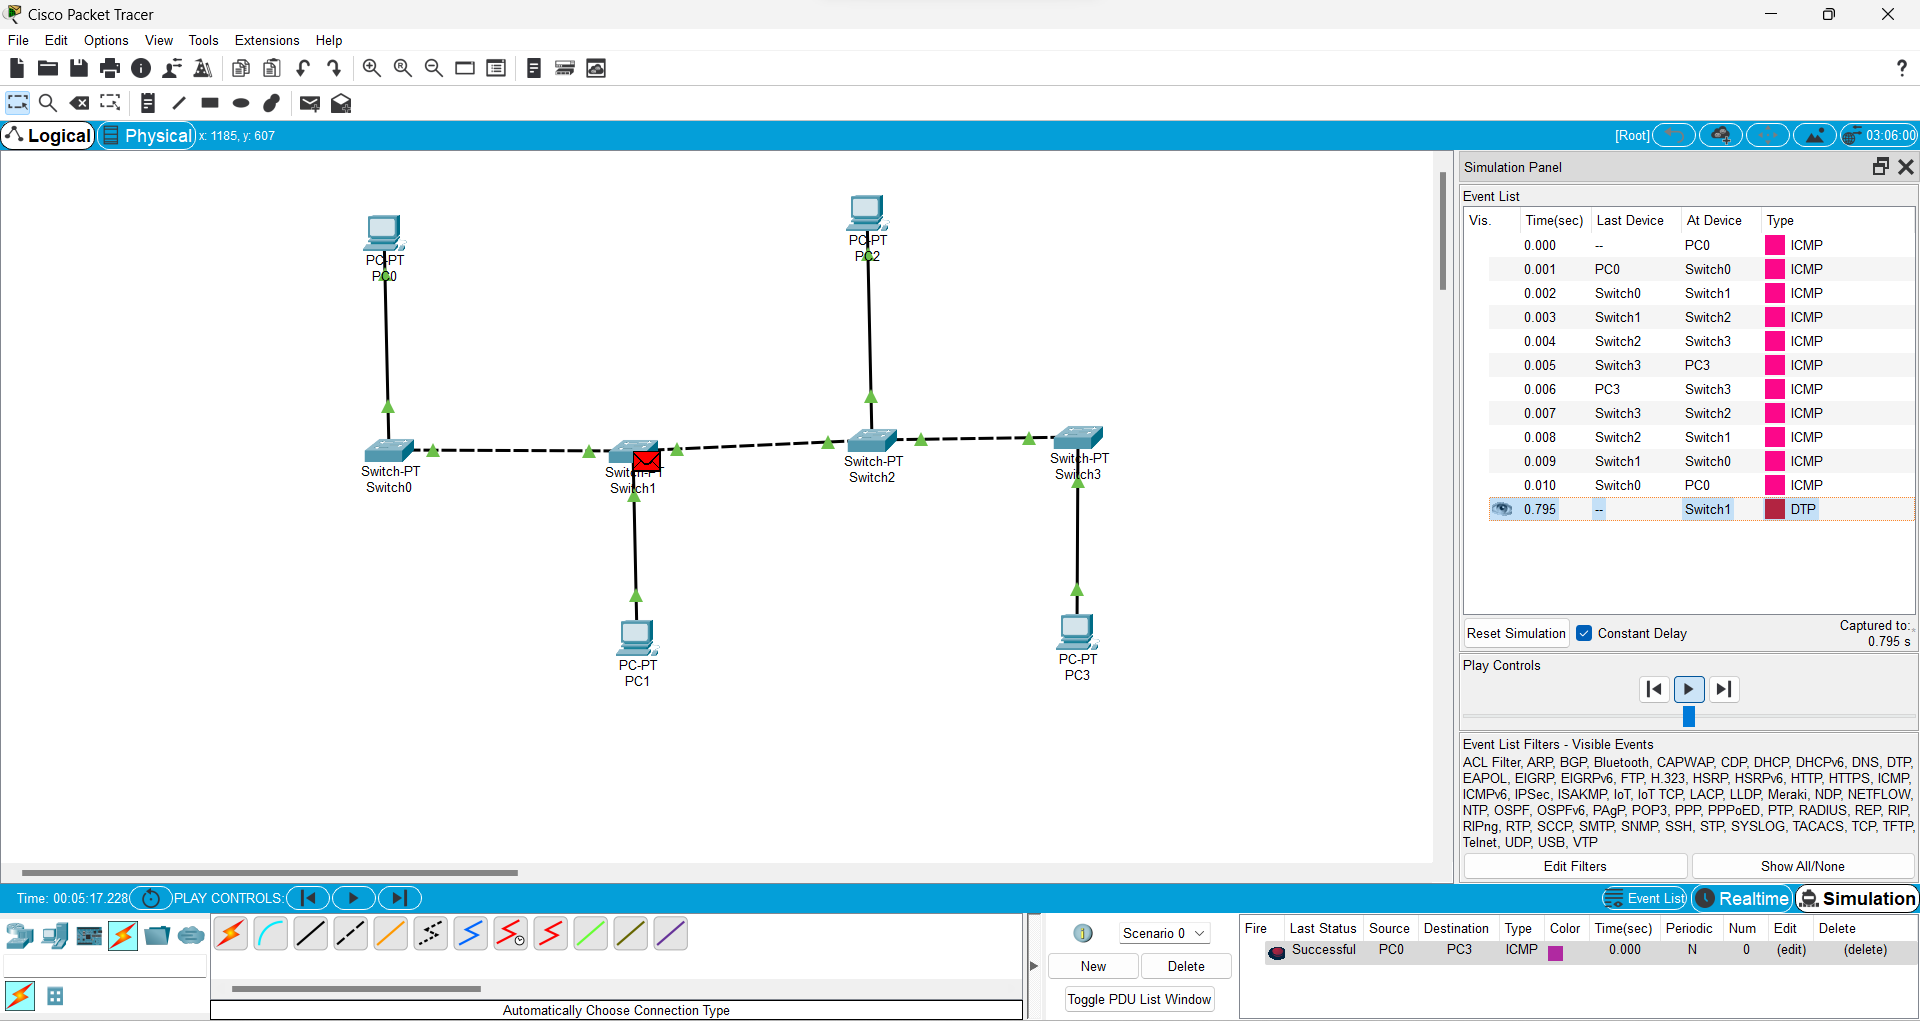 Cisco Packet Tracer
File Edit Options View Tools Extensions Help
?
Logical Physical x: 1185, y: 607 [Root] 03:06:00
PC-PT
PC0
PC-PT
PC2
Switch-PT
Switch0
Switch-PT
Switch1
Switch-PT
Switch2
Switch-PT
Switch3
PC-PT
PC1
PC-PT
PC3
Simulation Panel
Event List
Vis. Time(sec) Last Device At Device Type
0.000 -- PC0 ICMP
0.001 PC0 Switch0 ICMP
0.002 Switch0 Switch1 ICMP
0.003 Switch1 Switch2 ICMP
0.004 Switch2 Switch3 ICMP
0.005 Switch3 PC3 ICMP
0.006 PC3 Switch3 ICMP
0.007 Switch3 Switch2 ICMP
0.008 Switch2 Switch1 ICMP
0.009 Switch1 Switch0 ICMP
0.010 Switch0 PC0 ICMP
0.795 -- Switch1 DTP
Reset Simulation Constant Delay Captured to:
0.795 s
Play Controls
Event List Filters - Visible Events
ACL Filter, ARP, BGP, Bluetooth, CAPWAP, CDP, DHCP, DHCPv6, DNS, DTP,
EAPOL, EIGRP, EIGRPv6, FTP, H.323, HSRP, HSRPv6, HTTP, HTTPS, ICMP,
ICMPv6, IPSec, ISAKMP, IoT, IoT TCP, LACP, LLDP, Meraki, NDP, NETFLOW,
NTP, OSPF, OSPFv6, PAgP, POP3, PPP, PPPoED, PTP, RADIUS, REP, RIP,
RIPng, RTP, SCCP, SMTP, SNMP, SSH, STP, SYSLOG, TACACS, TCP, TFTP,
Telnet, UDP, USB, VTP
Edit Filters Show All/None
Time: 00:05:17.228 PLAY CONTROLS: Event List Realtime Simulation
Automatically Choose Connection Type
1 Scenario 0
New Delete
Toggle PDU List Window
Fire Last Status Source Destination Type Color Time(sec) Periodic Num Edit Delete
Successful PC0 PC3 ICMP 0.000 N 0 (edit) (delete)